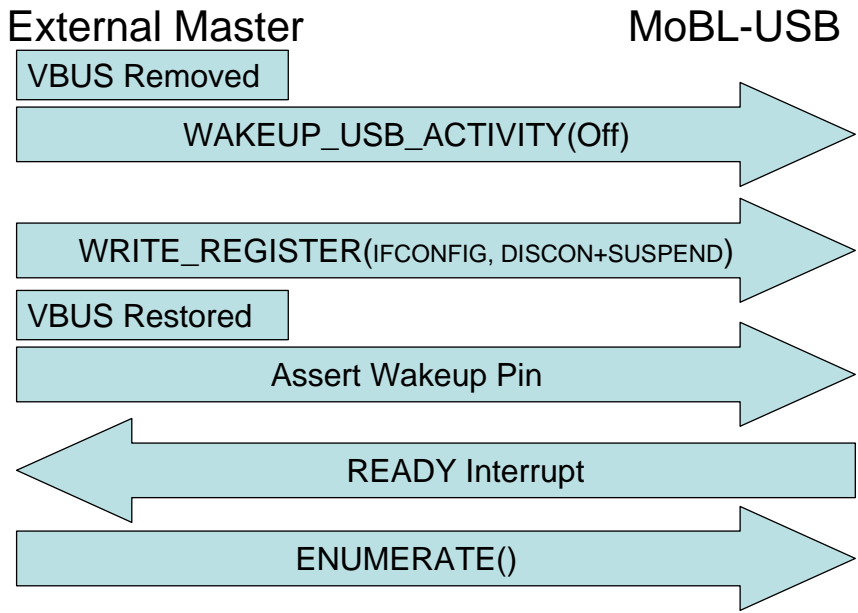 External Master MoBL-USB
VBUS Removed
WAKEUP_USB_ACTIVITY(Off)
WRITE_REGISTER(IFCONFIG, DISCON+SUSPEND)
VBUS Restored
Assert Wakeup Pin
READY Interrupt
ENUMERATE()